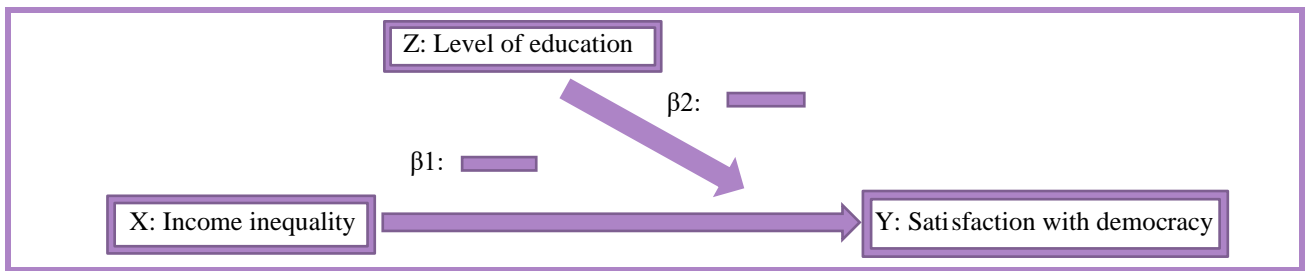 Z: Level of education
β2:
β1:
X: Income inequality
Y: Satisfaction with democracy